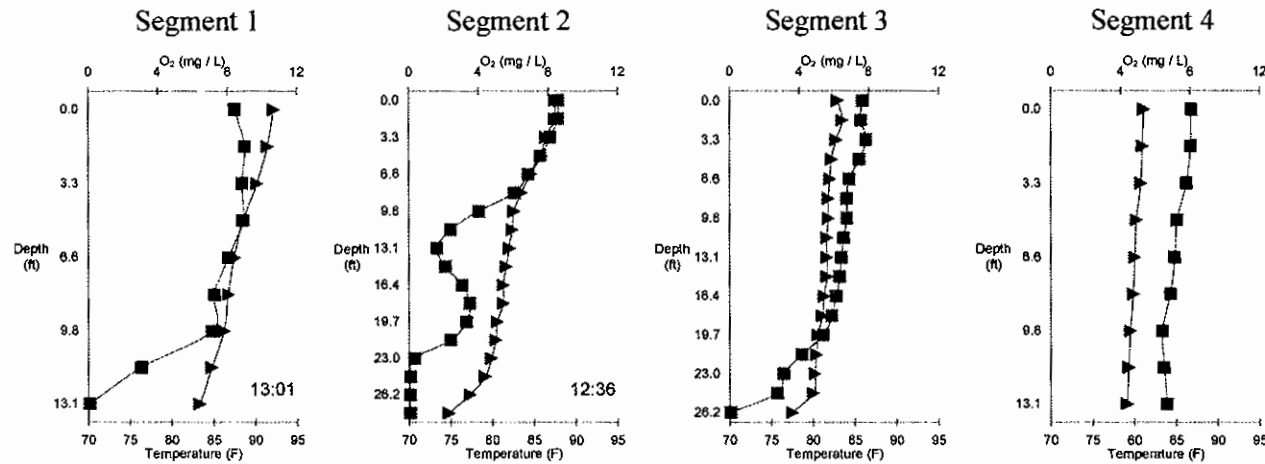 Segment 1
O₂ (mg / L)
0 4 8 12
0.0
3.3
Depth
(ft)
6.6
9.8
13.1
13:01
70 75 80 85 90 95
Temperature (F)
Segment 2
O₂ (mg / L)
0 4 8 12
0.0
3.3
6.6
9.8
Depth
(ft)
13.1
16.4
19.7
23.0
26.2
12:36
70 75 80 85 90 95
Temperature (F)
Segment 3
O₂ (mg / L)
0 4 8 12
0.0
3.3
6.6
9.8
Depth
(ft)
13.1
16.4
19.7
23.0
26.2
70 75 80 85 90 95
Temperature (F)
Segment 4
O₂ (mg / L)
0 4 8 12
0.0
3.3
Depth
(ft)
6.6
9.8
13.1
70 75 80 85 90 95
Temperature (F)